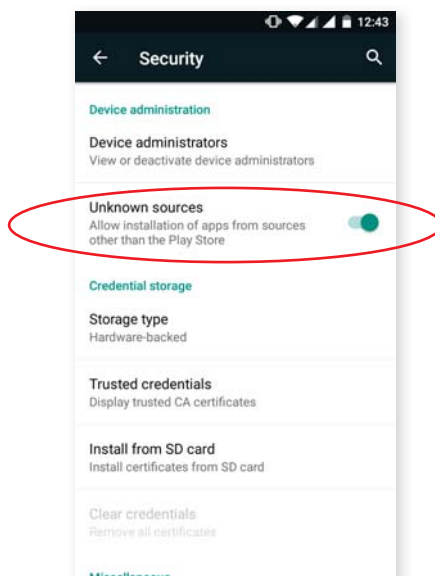 12:43
Security
Device administration
Device administrators
View or deactivate device administrators
Unknown sources
Allow installation of apps from sources
other than the Play Store
Credential storage
Storage type
Hardware-backed
Trusted credentials
Display trusted CA certificates
Install from SD card
Install certificates from SD card
Clear credentials
Remove all certificates
Miscellaneous